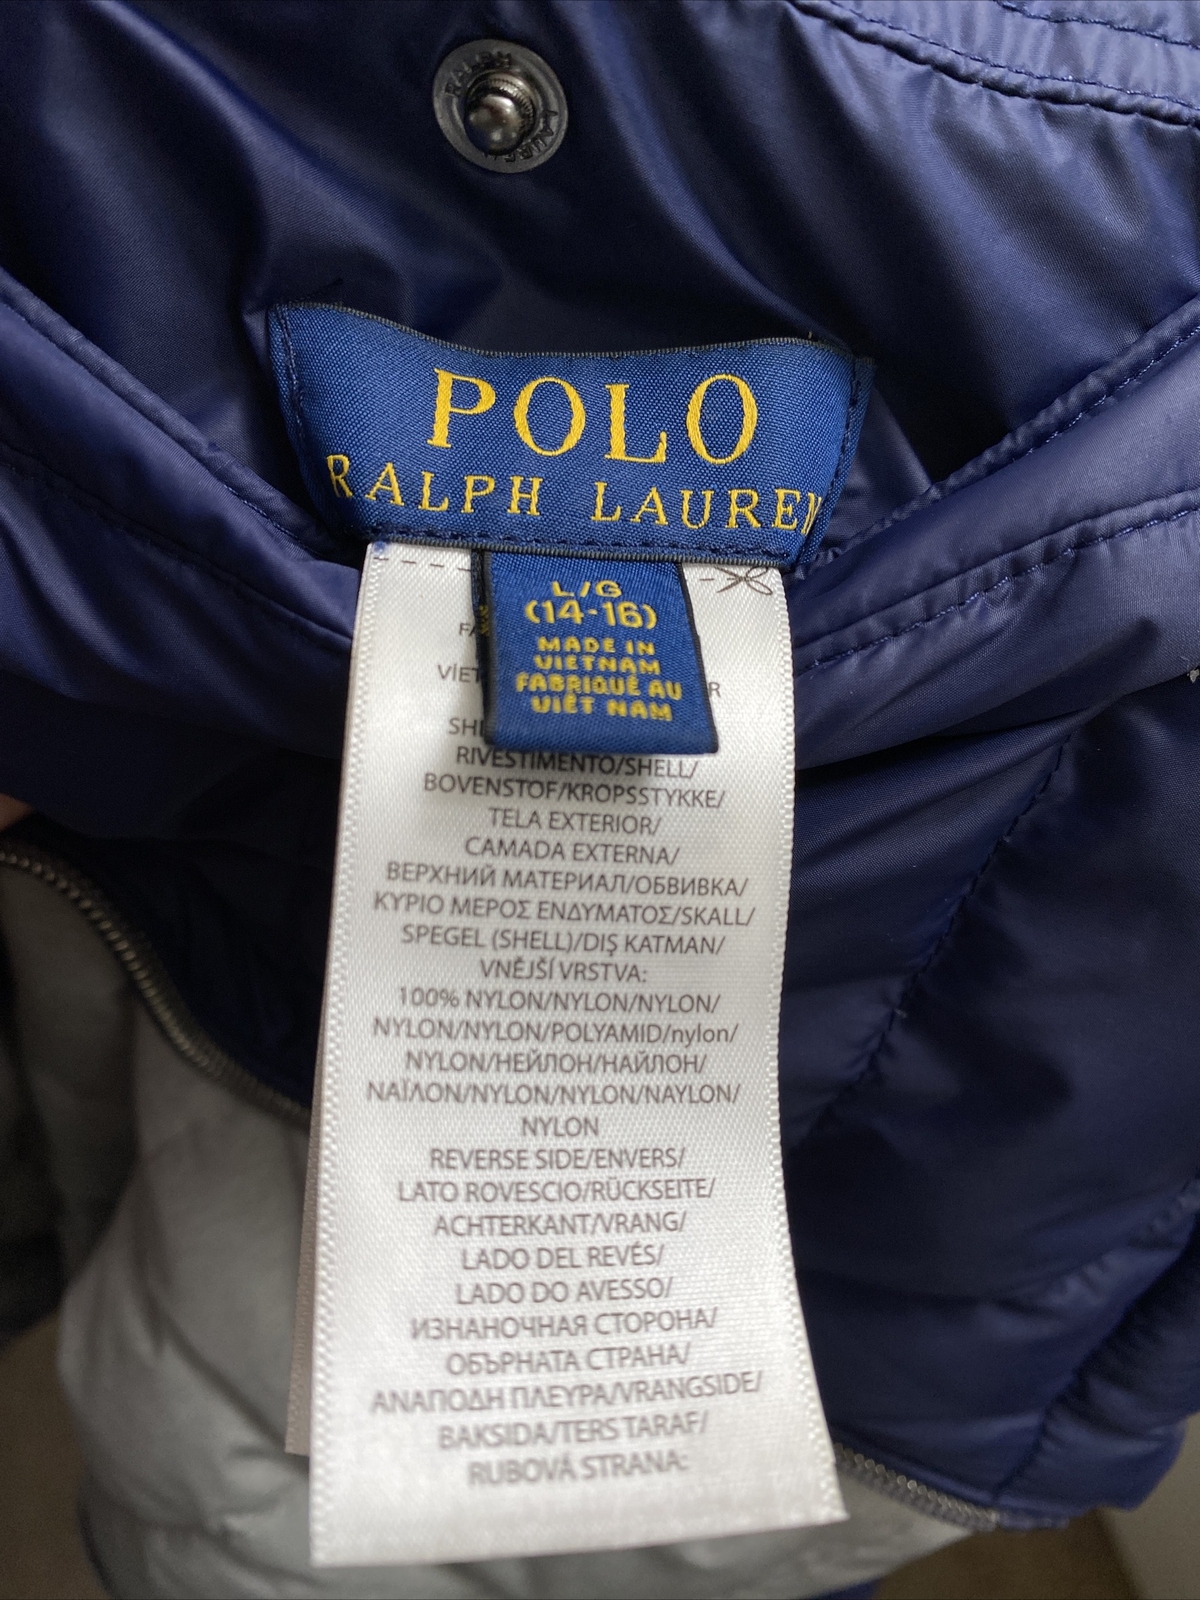 RALPH LAUREN
POLO
RALPH LAUREN
L/G
(14-16)
MADE IN
VIETNAM
FABRIQUÉ AU
VIÊT NAM
RIVESTIMENTO/SHELL/
BOVENSTOF/KROPSSTYKKE/
TELA EXTERIOR/
CAMADA EXTERNA/
ВЕРХНИЙ МАТЕРИАЛ/ОБВИВКА/
ΚΥΡΙΟ ΜΕΡΟΣ ΕΝΔΥΜΑΤΟΣ/SKALL/
SPEGEL (SHELL)/DIŞ KATMAN/
VNĚJŠÍ VRSTVA:
100% NYLON/NYLON/NYLON/
NYLON/NYLON/POLYAMID/nylon/
NYLON/НЕЙЛОН/НАЙЛОН/
ΝΑΪΛΟΝ/NYLON/NYLON/NAYLON/
NYLON
REVERSE SIDE/ENVERS/
LATO ROVESCIO/RÜCKSEITE/
ACHTERKANT/VRANG/
LADO DEL REVÉS/
LADO DO AVESSO/
ИЗНАНОЧНАЯ СТОРОНА/
ОБЪРНАТА СТРАНА/
ΑΝΑΠΟΔΗ ΠΛΕΥΡΑ/VRANGSIDE/
BAKSIDA/TERS TARAF/
RUBOVÁ STRANA: